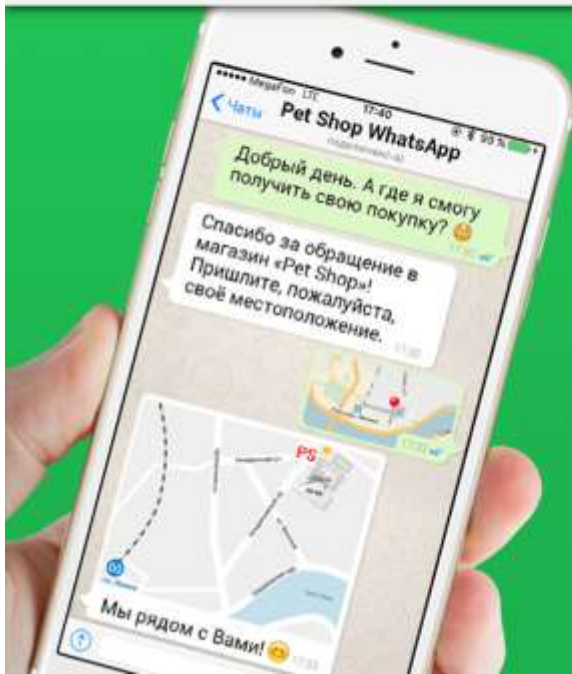 MegaFon LTE 17:40 90 %
Чаты Pet Shop WhatsApp
Добрый день. А где я смогу
получить свою покупку?
Спасибо за обращение в
магазин «Pet Shop»!
Пришлите, пожалуйста,
своё местоположение.
PS
Мы рядом с Вами!